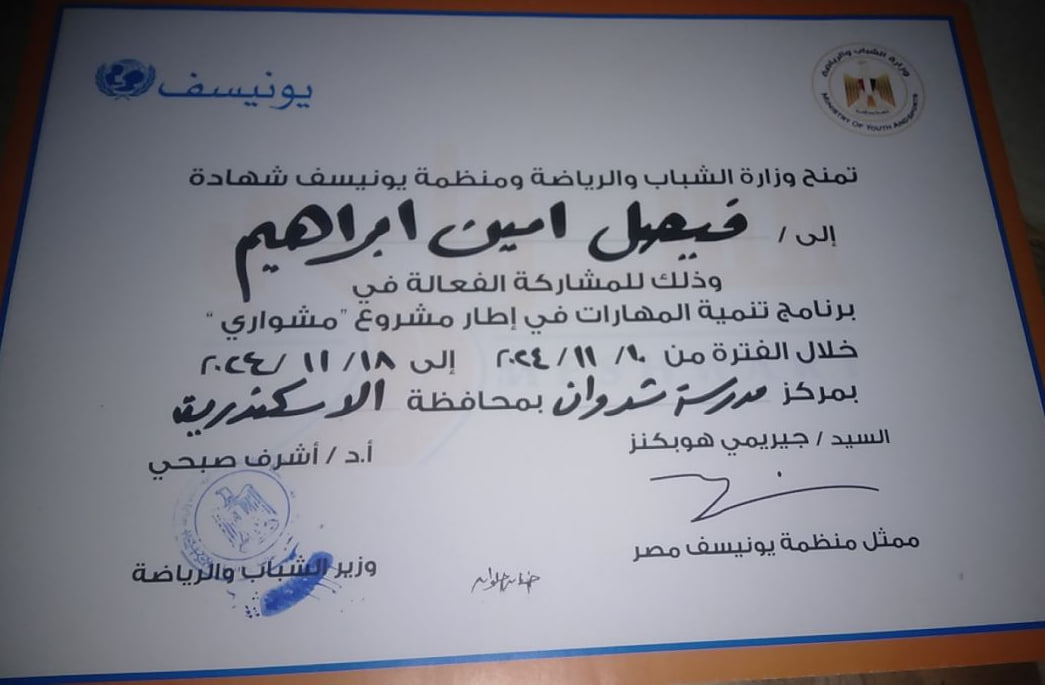 يونيسف
وزارة الشباب والرياضة
MINISTRY OF YOUTH AND SPORTS
تمنح وزارة الشباب والرياضة ومنظمة يونيسف شهادة
إلى / فيصل امين ابراهيم
وذلك للمشاركة الفعالة في
برنامج تنمية المهارات في إطار مشروع "مشواري"
خلال الفترة من ١٠/ ١١ / ٢٠٢٤ إلى ١٨/ ١١ / ٢٠٢٤
بمركز مدرسة شدوان بمحافظة الاسكندرية
السيد / جيريمي هوبكنز
ممثل منظمة يونيسف مصر
أ.د / أشرف صبحي
وزير الشباب والرياضة